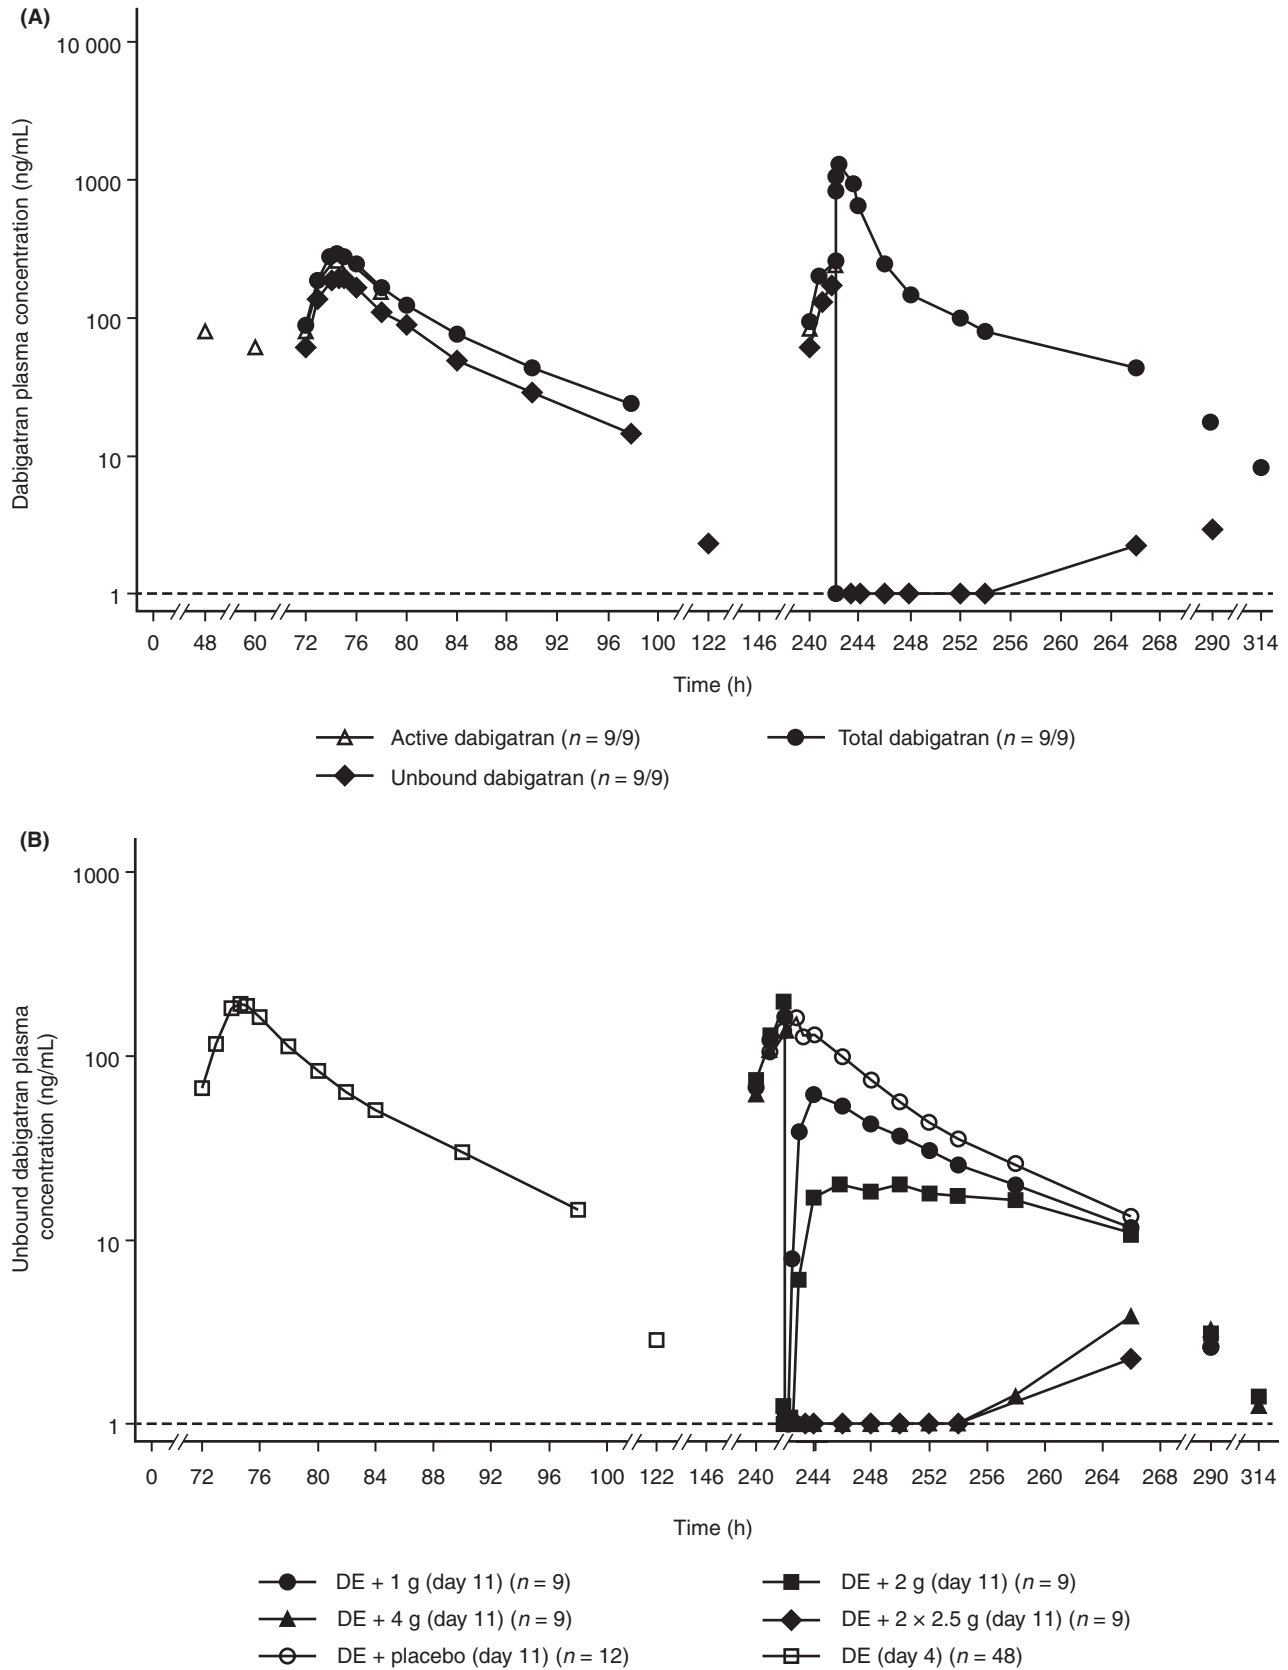 (A)
10 000
1000
100
10
1
Dabigatran plasma concentration (ng/mL)
0 48 60 72 76 80 84 88 92 96 100 122 146 240 244 248 252 256 260 264 268 290 314
Time (h)
Active dabigatran (n = 9/9) Total dabigatran (n = 9/9)
Unbound dabigatran (n = 9/9)
(B)
1000
100
10
1
Unbound dabigatran plasma
concentration (ng/mL)
0 72 76 80 84 88 92 96 100 122 146 240 244 248 252 256 260 264 268 290 314
Time (h)
DE + 1 g (day 11) (n = 9) DE + 2 g (day 11) (n = 9)
DE + 4 g (day 11) (n = 9) DE + 2 × 2.5 g (day 11) (n = 9)
DE + placebo (day 11) (n = 12) DE (day 4) (n = 48)